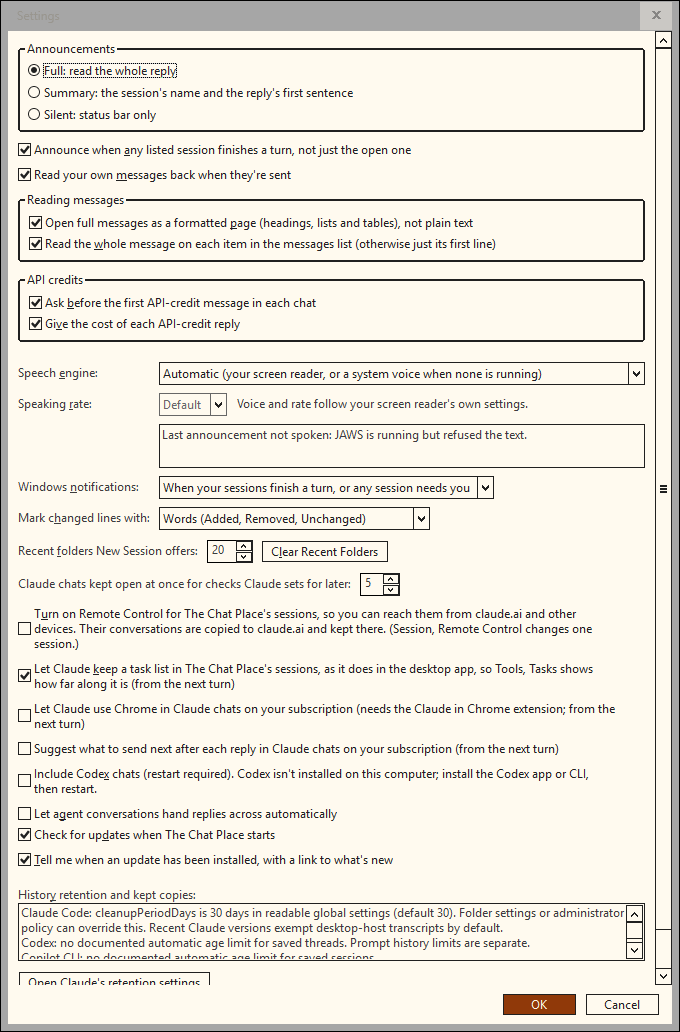 Settings
Announcements
Full: read the whole reply
Summary: the session's name and the reply's first sentence
Silent: status bar only
Announce when any listed session finishes a turn, not just the open one
Read your own messages back when they're sent
Reading messages
Open full messages as a formatted page (headings, lists and tables), not plain text
Read the whole message on each item in the messages list (otherwise just its first line)
API credits
Ask before the first API-credit message in each chat
Give the cost of each API-credit reply
Speech engine:
Automatic (your screen reader, or a system voice when none is running)
Speaking rate:
Default
Voice and rate follow your screen reader's own settings.
Last announcement not spoken: JAWS is running but refused the text.
Windows notifications:
When your sessions finish a turn, or any session needs you
Mark changed lines with:
Words (Added, Removed, Unchanged)
Recent folders New Session offers:
20
Clear Recent Folders
Claude chats kept open at once for checks Claude sets for later:
5
Turn on Remote Control for The Chat Place's sessions, so you can reach them from claude.ai and other
devices. Their conversations are copied to claude.ai and kept there. (Session, Remote Control changes one
session.)
Let Claude keep a task list in The Chat Place's sessions, as it does in the desktop app, so Tools, Tasks shows
how far along it is (from the next turn)
Let Claude use Chrome in Claude chats on your subscription (needs the Claude in Chrome extension; from the
next turn)
Suggest what to send next after each reply in Claude chats on your subscription (from the next turn)
Include Codex chats (restart required). Codex isn't installed on this computer; install the Codex app or CLI,
then restart.
Let agent conversations hand replies across automatically
Check for updates when The Chat Place starts
Tell me when an update has been installed, with a link to what's new
History retention and kept copies:
Claude Code: cleanupPeriodDays is 30 days in readable global settings (default 30). Folder settings or administrator
policy can override this. Recent Claude versions exempt desktop-host transcripts by default.
Codex: no documented automatic age limit for saved threads. Prompt history limits are separate.
Copilot CLI: no documented automatic age limit for saved sessions.
Open Claude's retention settings
OK
Cancel